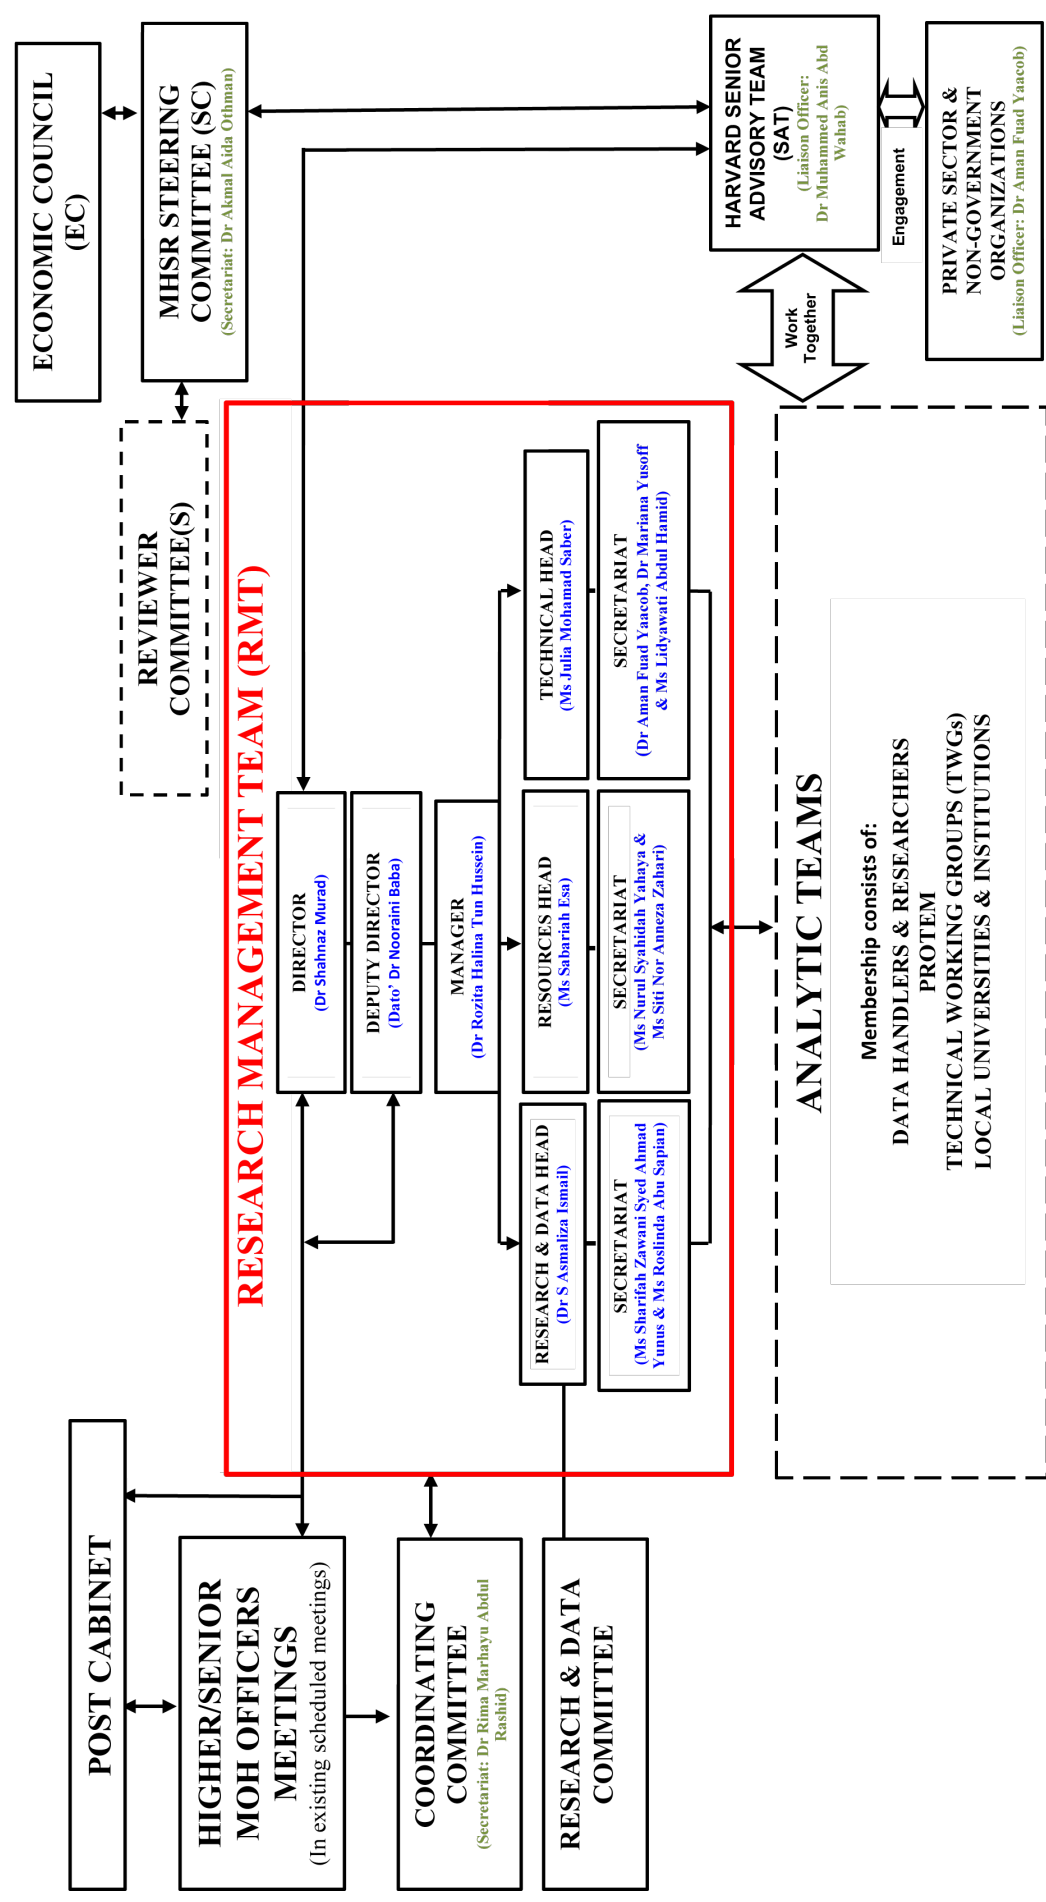 POST CABINET
HIGHER/SENIOR
MOH OFFICERS
MEETINGS
(In existing scheduled meetings)
COORDINATING
COMMITTEE
(Secretariat: Dr Rima Marhayu Abdul
Rashid)
RESEARCH & DATA
COMMITTEE
ECONOMIC COUNCIL
(EC)
MHSR STEERING
COMMITTEE (SC)
(Secretariat: Dr Akmal Aida Othman)
REVIEWER
COMMITTEE(S)
RESEARCH MANAGEMENT TEAM (RMT)
DIRECTOR
(Dr Shahnaz Murad)
DEPUTY DIRECTOR
(Dato’ Dr Nooraini Baba)
MANAGER
(Dr Rozita Halina Tun Hussein)
RESEARCH & DATA HEAD
(Dr S Asmaliza Ismail)
RESOURCES HEAD
(Ms Sabariah Esa)
TECHNICAL HEAD
(Ms Julia Mohamad Saber)
SECRETARIAT
(Ms Sharifah Zawani Syed Ahmad
Yunus & Ms Roslinda Abu Sapian)
SECRETARIAT
(Ms Nurul Syahidah Yahaya &
Ms Siti Nor Anneza Zahari)
SECRETARIAT
(Dr Aman Fuad Yaacob, Dr Mariana Yusoff
& Ms Lidyawati Abdul Hamid)
HARVARD SENIOR
ADVISORY TEAM
(SAT)
(Liaison Officer:
Dr Muhammed Anis Abd
Wahab)
Work
Together
Engagement
PRIVATE SECTOR &
NON-GOVERNMENT
ORGANIZATIONS
(Liaison Officer: Dr Aman Fuad Yaacob)
ANALYTIC TEAMS
Membership consists of:
DATA HANDLERS & RESEARCHERS
PROTEM
TECHNICAL WORKING GROUPS (TWGs)
LOCAL UNIVERSITIES & INSTITUTIONS